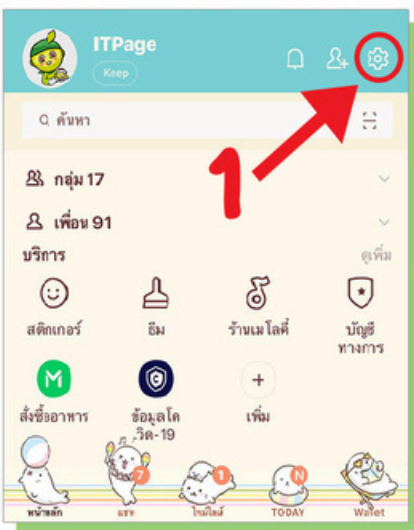 ITPage
Keep
ค้นหา
1
กลุ่ม 17
เพื่อน 91
บริการ
ดูเพิ่ม
สติกเกอร์
ธีม
ร้านเมโลดี้
บัญชี
ทางการ
สั่งซื้ออาหาร
ข้อมูลโค
วิด-19
เพิ่ม
7
1
N
หน้าหลัก
แชท
ไทม์ไลน์
TODAY
Wallet